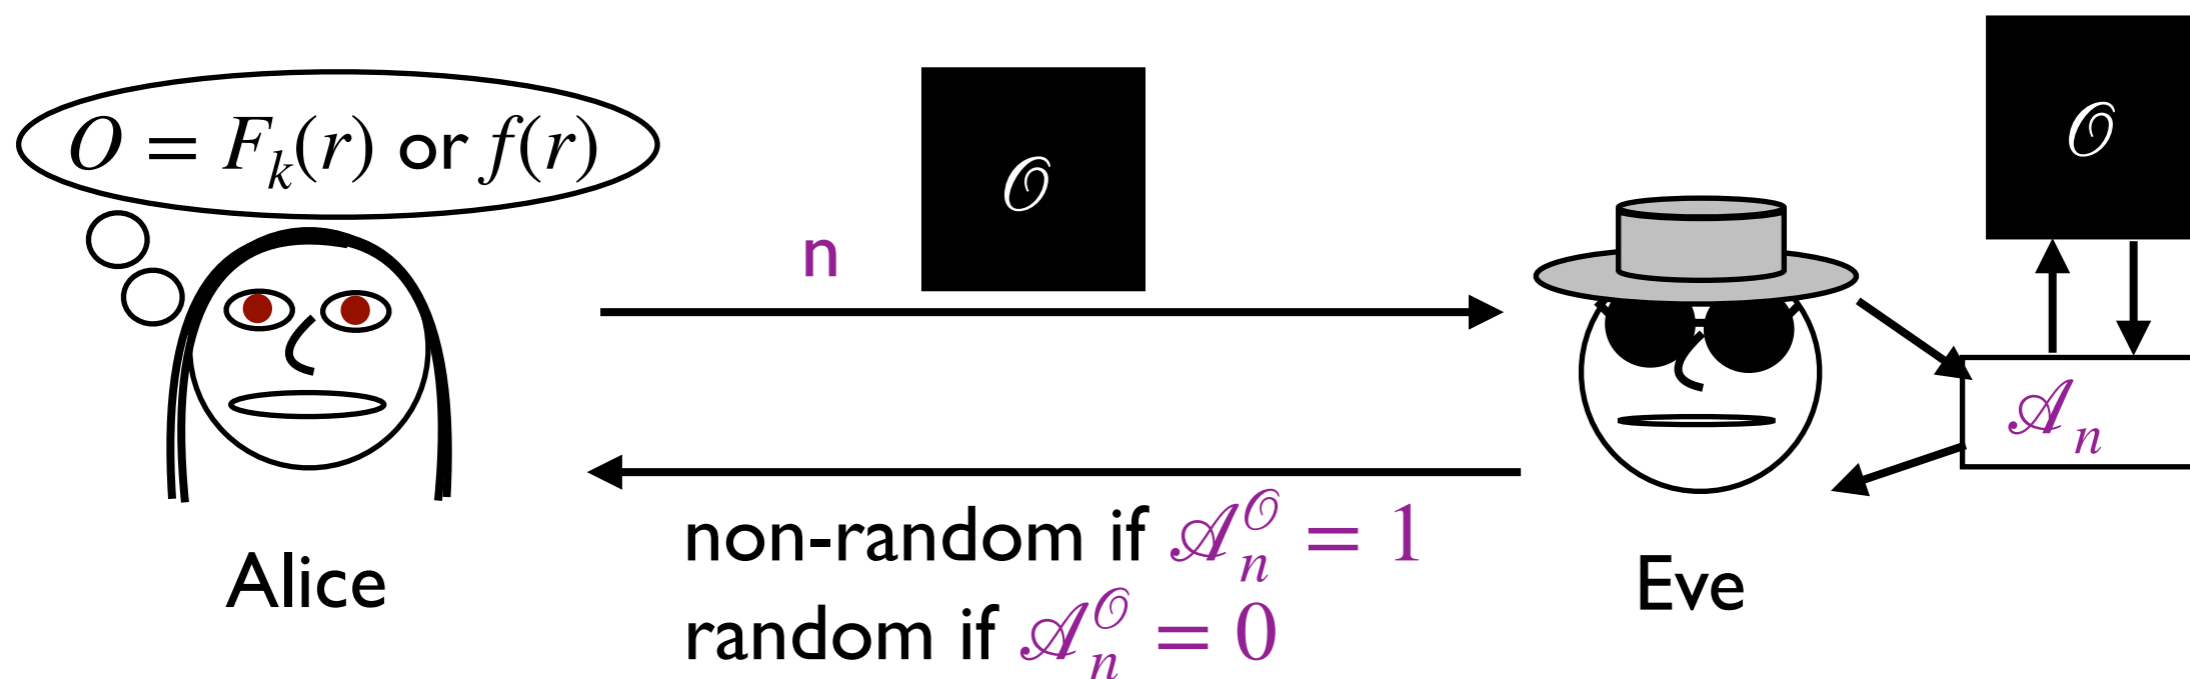 O = F_k(r) or f(r)
𝒪
𝒪
n
𝒜_n
non-random if 𝒜_n^𝒪 = 1
random if 𝒜_n^𝒪 = 0
Alice
Eve